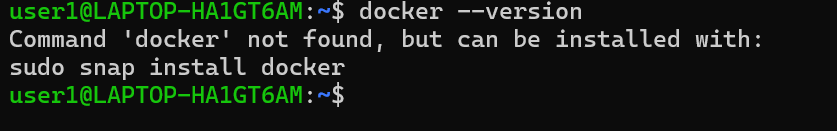 user1@LAPTOP-HA1GT6AM:~$ docker --version
Command 'docker' not found, but can be installed with:
sudo snap install docker
user1@LAPTOP-HA1GT6AM:~$